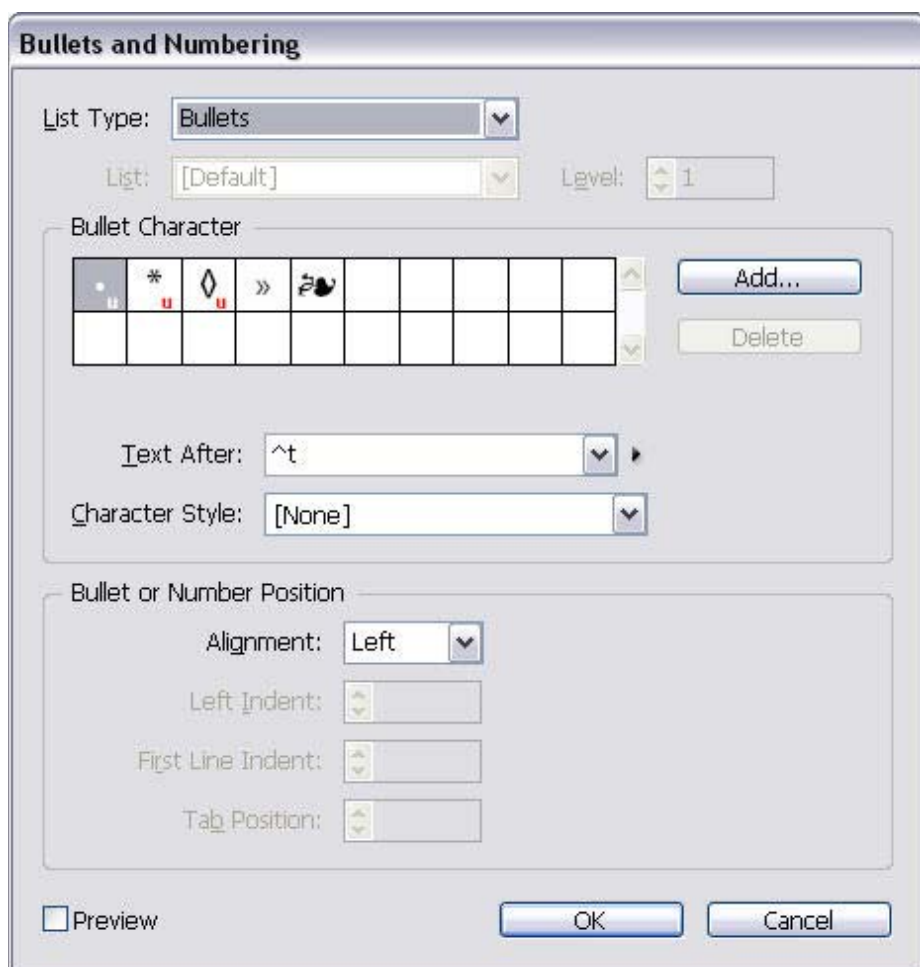 Bullets and Numbering
List Type: Bullets
List: [Default] Level: 1
Bullet Character
• u * u ◊ u »
Add...
Delete
Text After: ^t
Character Style: [None]
Bullet or Number Position
Alignment: Left
Left Indent:
First Line Indent:
Tab Position:
Preview OK Cancel